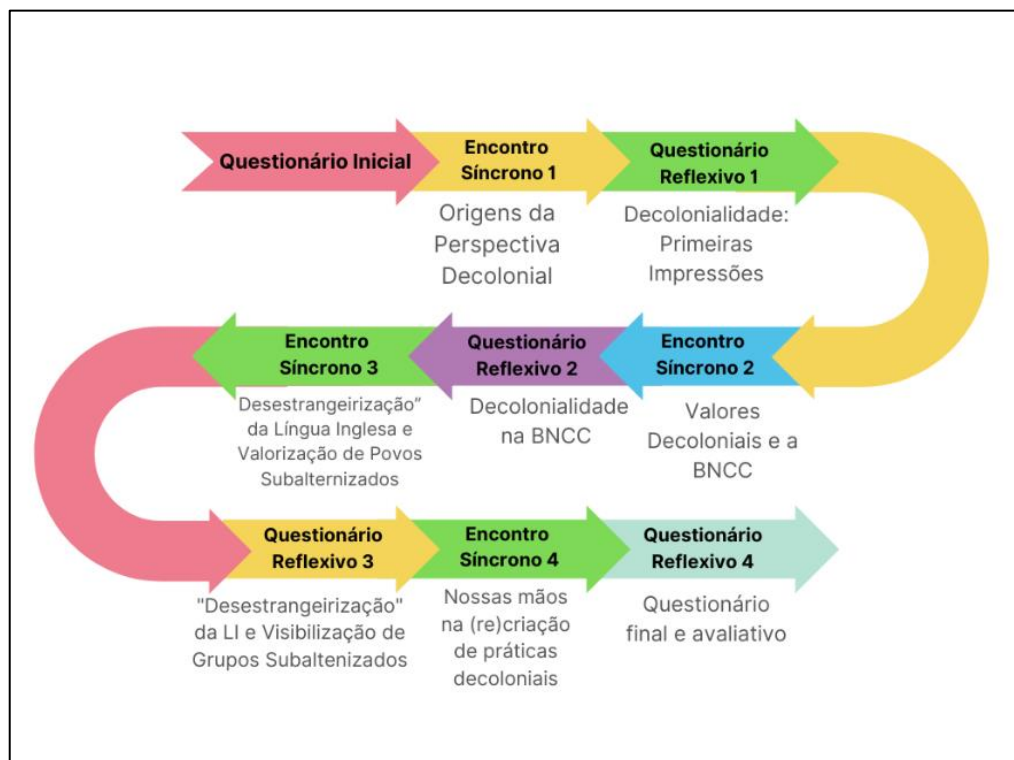 Questionário Inicial
Encontro
Síncrono 1
Origens da
Perspectiva
Decolonial
Questionário
Reflexivo 1
Decolonialidade:
Primeiras
Impressões
Encontro
Síncrono 2
Valores
Decoloniais e a
BNCC
Questionário
Reflexivo 2
Decolonialidade
na BNCC
Encontro
Síncrono 3
Desestrangeirização"
da Língua Inglesa e
Valorização de Povos
Subalternizados
Questionário
Reflexivo 3
"Desestrangeirização"
da LI e Visibilização de
Grupos Subaltenizados
Encontro
Síncrono 4
Nossas mãos
na (re)criação
de práticas
decoloniais
Questionário
Reflexivo 4
Questionário
final e avaliativo